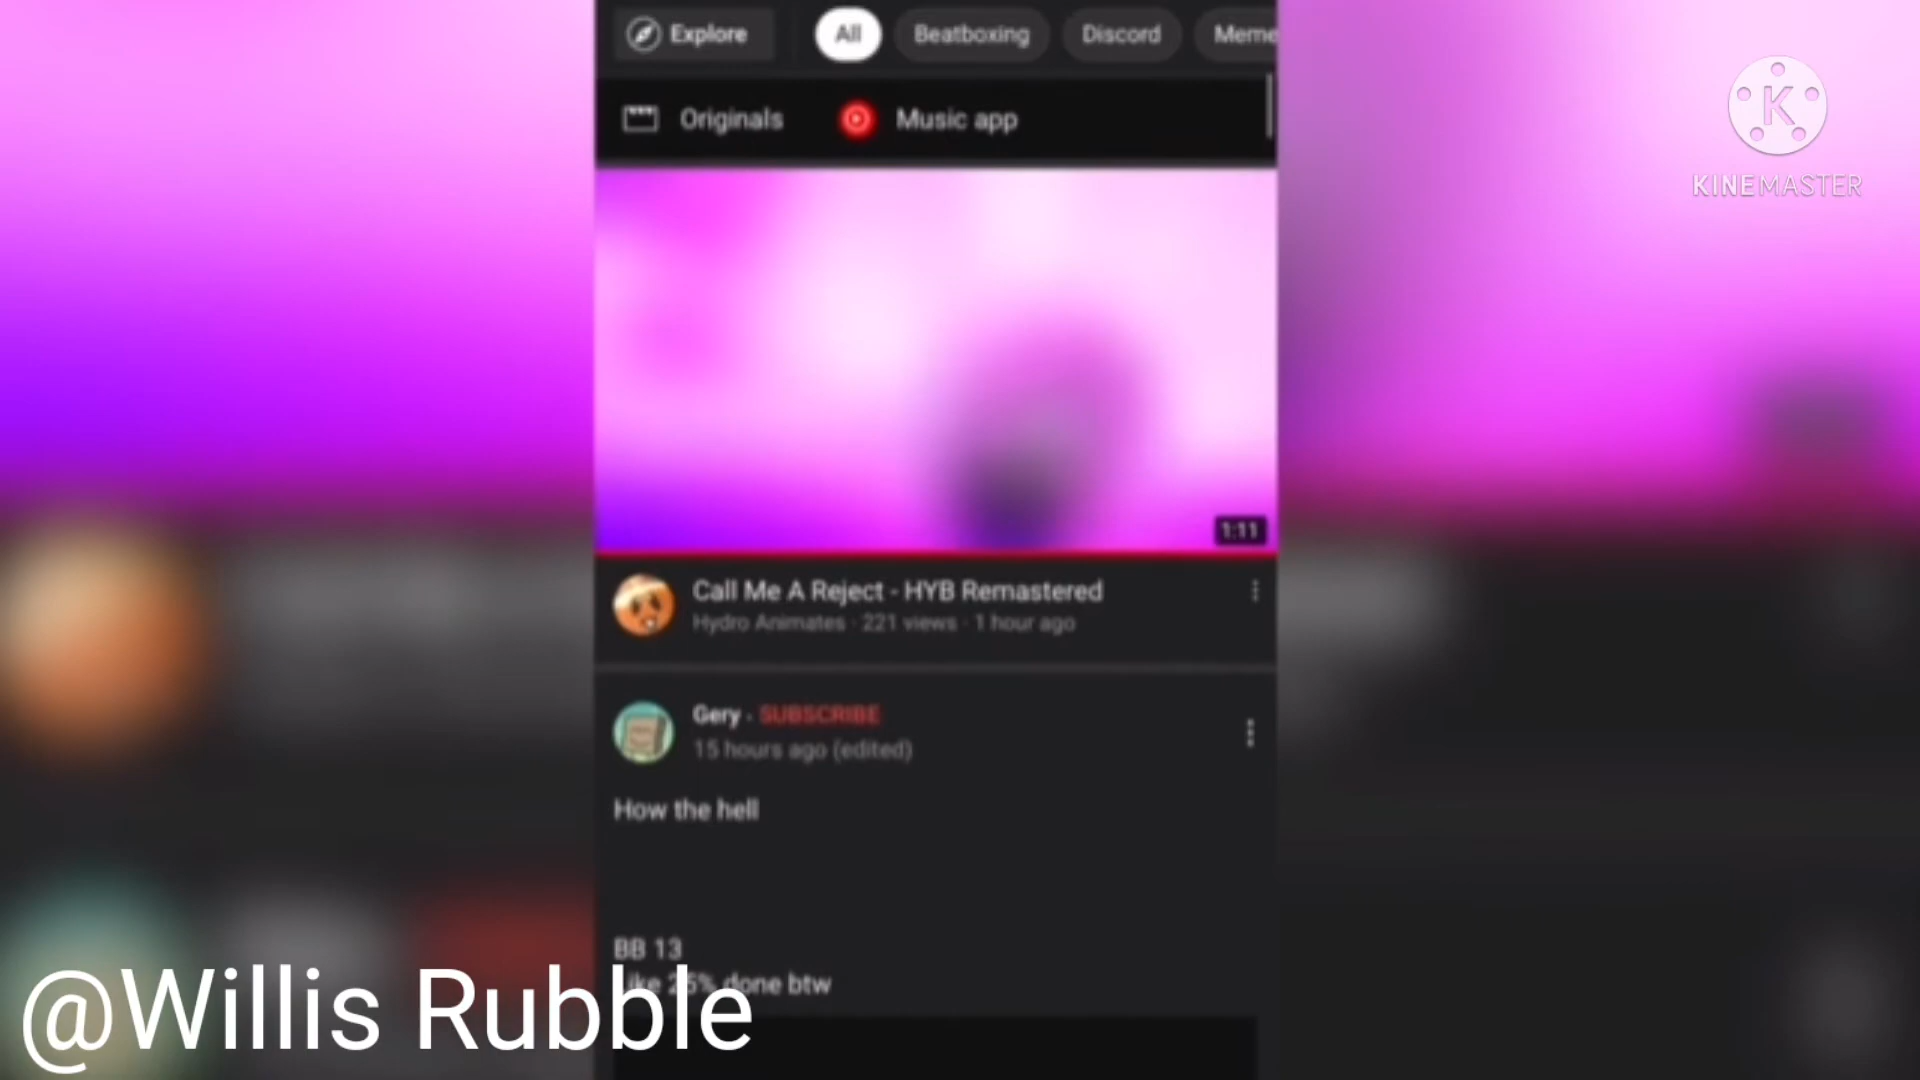 Explore
All
Beatboxing
Discord
Meme
Originals
Music app
KINEMASTER
1:11
Call Me A Reject - HYB Remastered
Hydro Animates · 221 views · 1 hour ago
Gery - SUBSCRIBE
15 hours ago (edited)
How the hell
BB 13
Like 25% done btw
@Willis Rubble